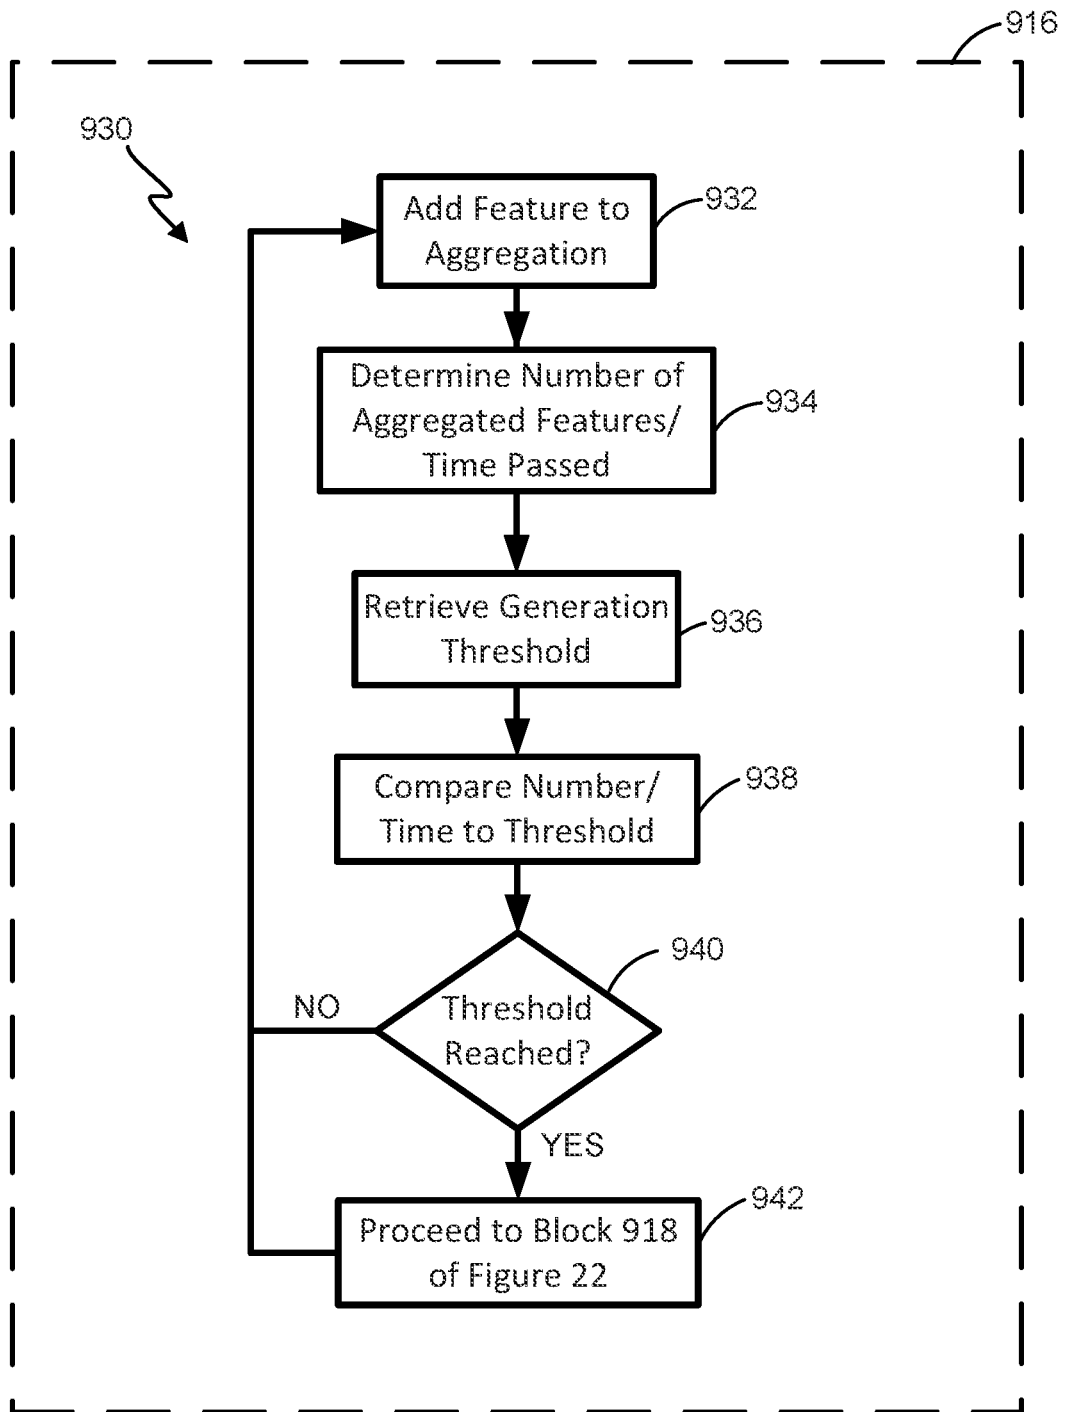 916
930
Add Feature to
Aggregation
932
Determine Number of
Aggregated Features/
Time Passed
934
Retrieve Generation
Threshold
936
Compare Number/
Time to Threshold
938
Threshold
Reached?
940
NO
YES
Proceed to Block 918
of Figure 22
942